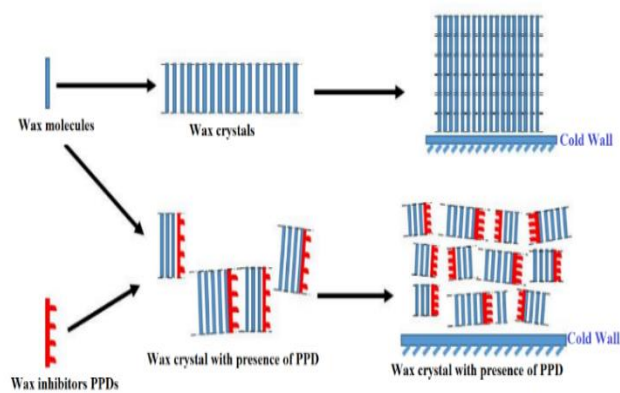 Wax molecules
Wax crystals
Cold Wall
Wax inhibitors PPDs
Wax crystal with presence of PPD
Cold Wall
Wax crystal with presence of PPD